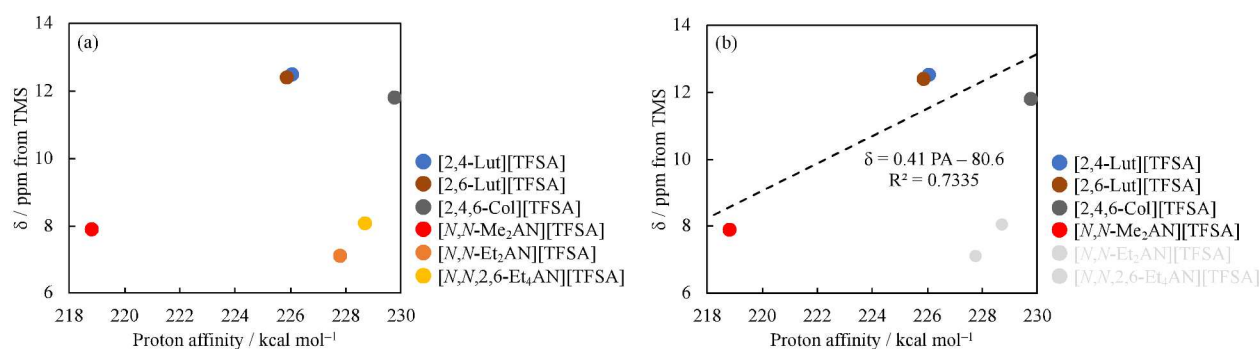 (a)
14
12
10
8
6
218 220 222 224 226 228 230
δ / ppm from TMS
Proton affinity / kcal mol⁻¹
[2,4-Lut][TFSA]
[2,6-Lut][TFSA]
[2,4,6-Col][TFSA]
[N,N-Me₂AN][TFSA]
[N,N-Et₂AN][TFSA]
[N,N,2,6-Et₄AN][TFSA]
(b)
14
12
10
8
6
218 220 222 224 226 228 230
δ / ppm from TMS
Proton affinity / kcal mol⁻¹
δ = 0.41 PA – 80.6
R² = 0.7335
[2,4-Lut][TFSA]
[2,6-Lut][TFSA]
[2,4,6-Col][TFSA]
[N,N-Me₂AN][TFSA]
[N,N-Et₂AN][TFSA]
[N,N,2,6-Et₄AN][TFSA]